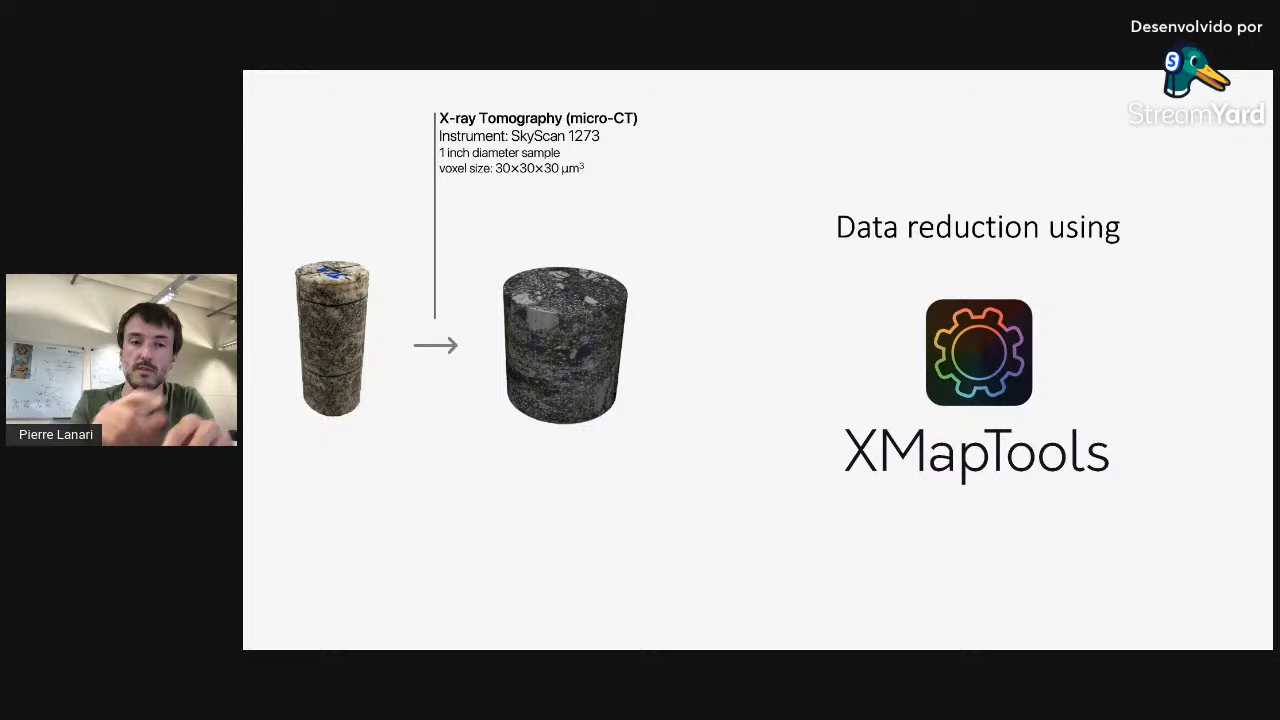 Desenvolvido por
S
StreamYard
X-ray Tomography (micro-CT)
Instrument: SkyScan 1273
1 inch diameter sample
voxel size: 30×30×30 µm³
Data reduction using
XMapTools
Pierre Lanari